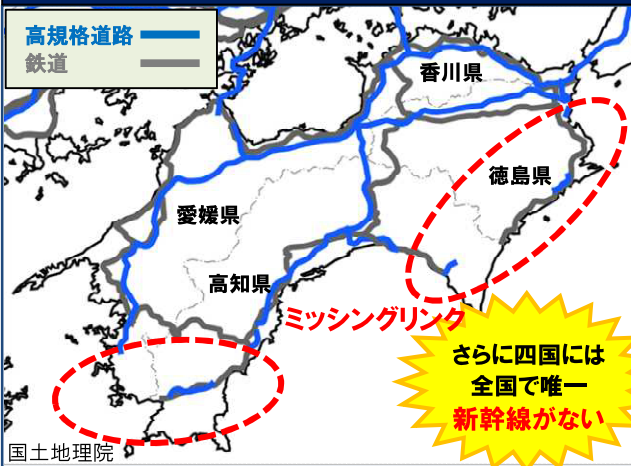 高規格道路
鉄道
香川県
徳島県
愛媛県
高知県
ミッシングリンク
さらに四国には
全国で唯一
新幹線がない
国土地理院